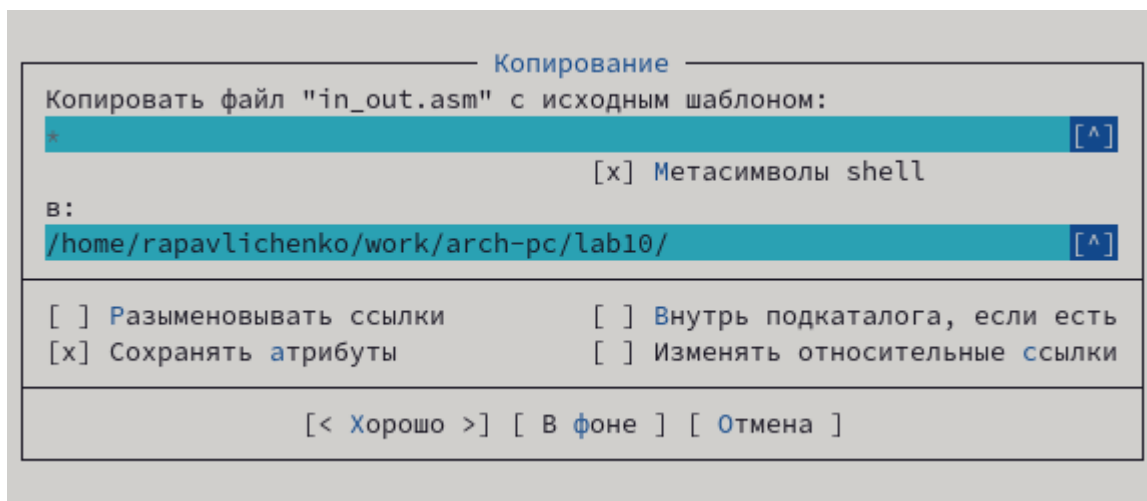 Копирование
Копировать файл "in_out.asm" с исходным шаблоном:
* [^]
[x] Метасимволы shell
в:
/home/rapavlichenko/work/arch-pc/lab10/ [^]
[ ] Разыменовывать ссылки [ ] Внутрь подкаталога, если есть
[x] Сохранять атрибуты [ ] Изменять относительные ссылки
[< Хорошо >] [ В фоне ] [ Отмена ]